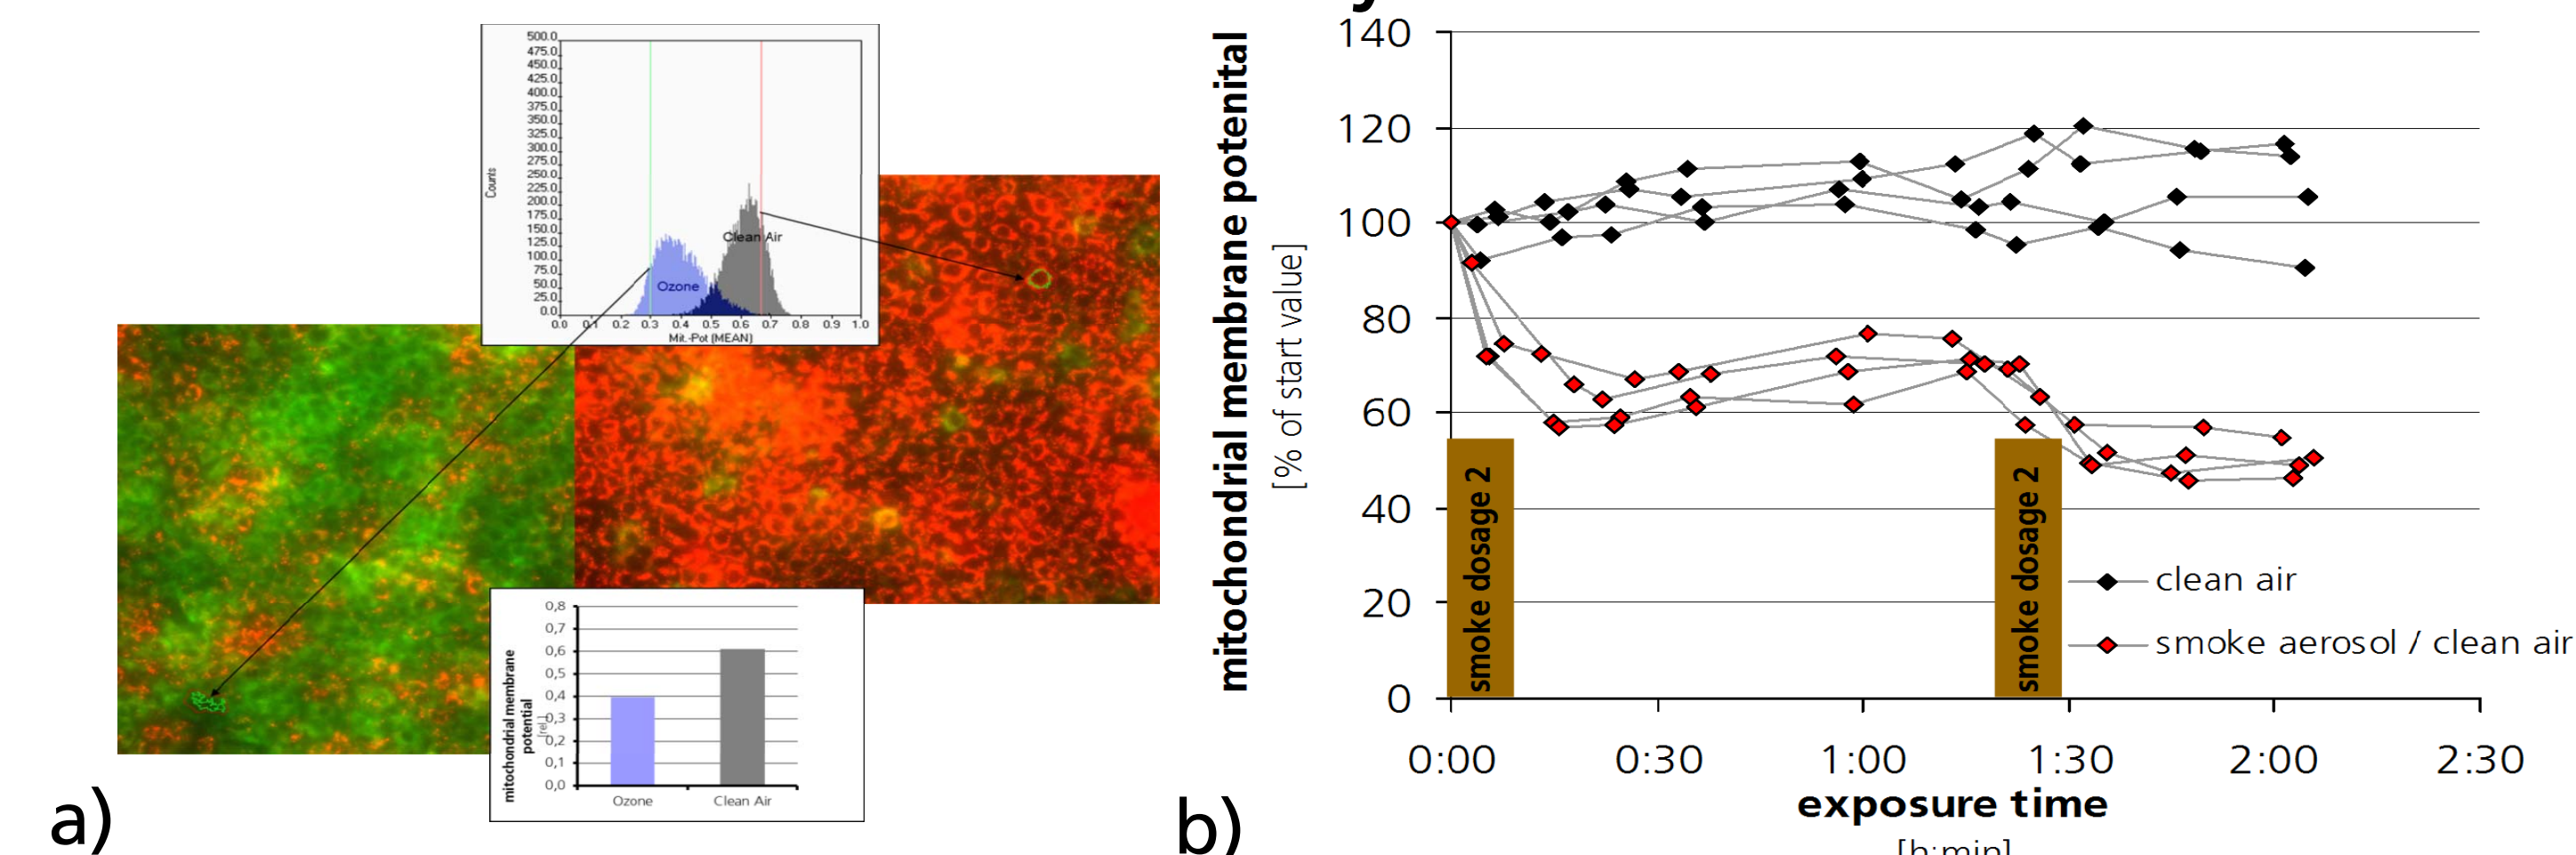 500.0
475.0
450.0
425.0
400.0
375.0
350.0
325.0
300.0
275.0
250.0
225.0
200.0
175.0
150.0
125.0
100.0
75.0
50.0
25.0
0.0
Counts
Clean Air
Ozone
0.0 0.1 0.2 0.3 0.4 0.5 0.6 0.7 0.8 0.9 1.0
Mit.-Pot (MEAN)
0,8
0,7
0,6
0,5
0,4
0,3
0,2
0,1
0,0
mitochondrial membrane
potential
[rel.]
Ozone Clean Air
a)
140
120
100
80
60
40
20
0
mitochondrial membrane potenital
[% of start value]
smoke dosage 2
smoke dosage 2
clean air
smoke aerosol / clean air
0:00 0:30 1:00 1:30 2:00 2:30
exposure time
[h:min]
b)